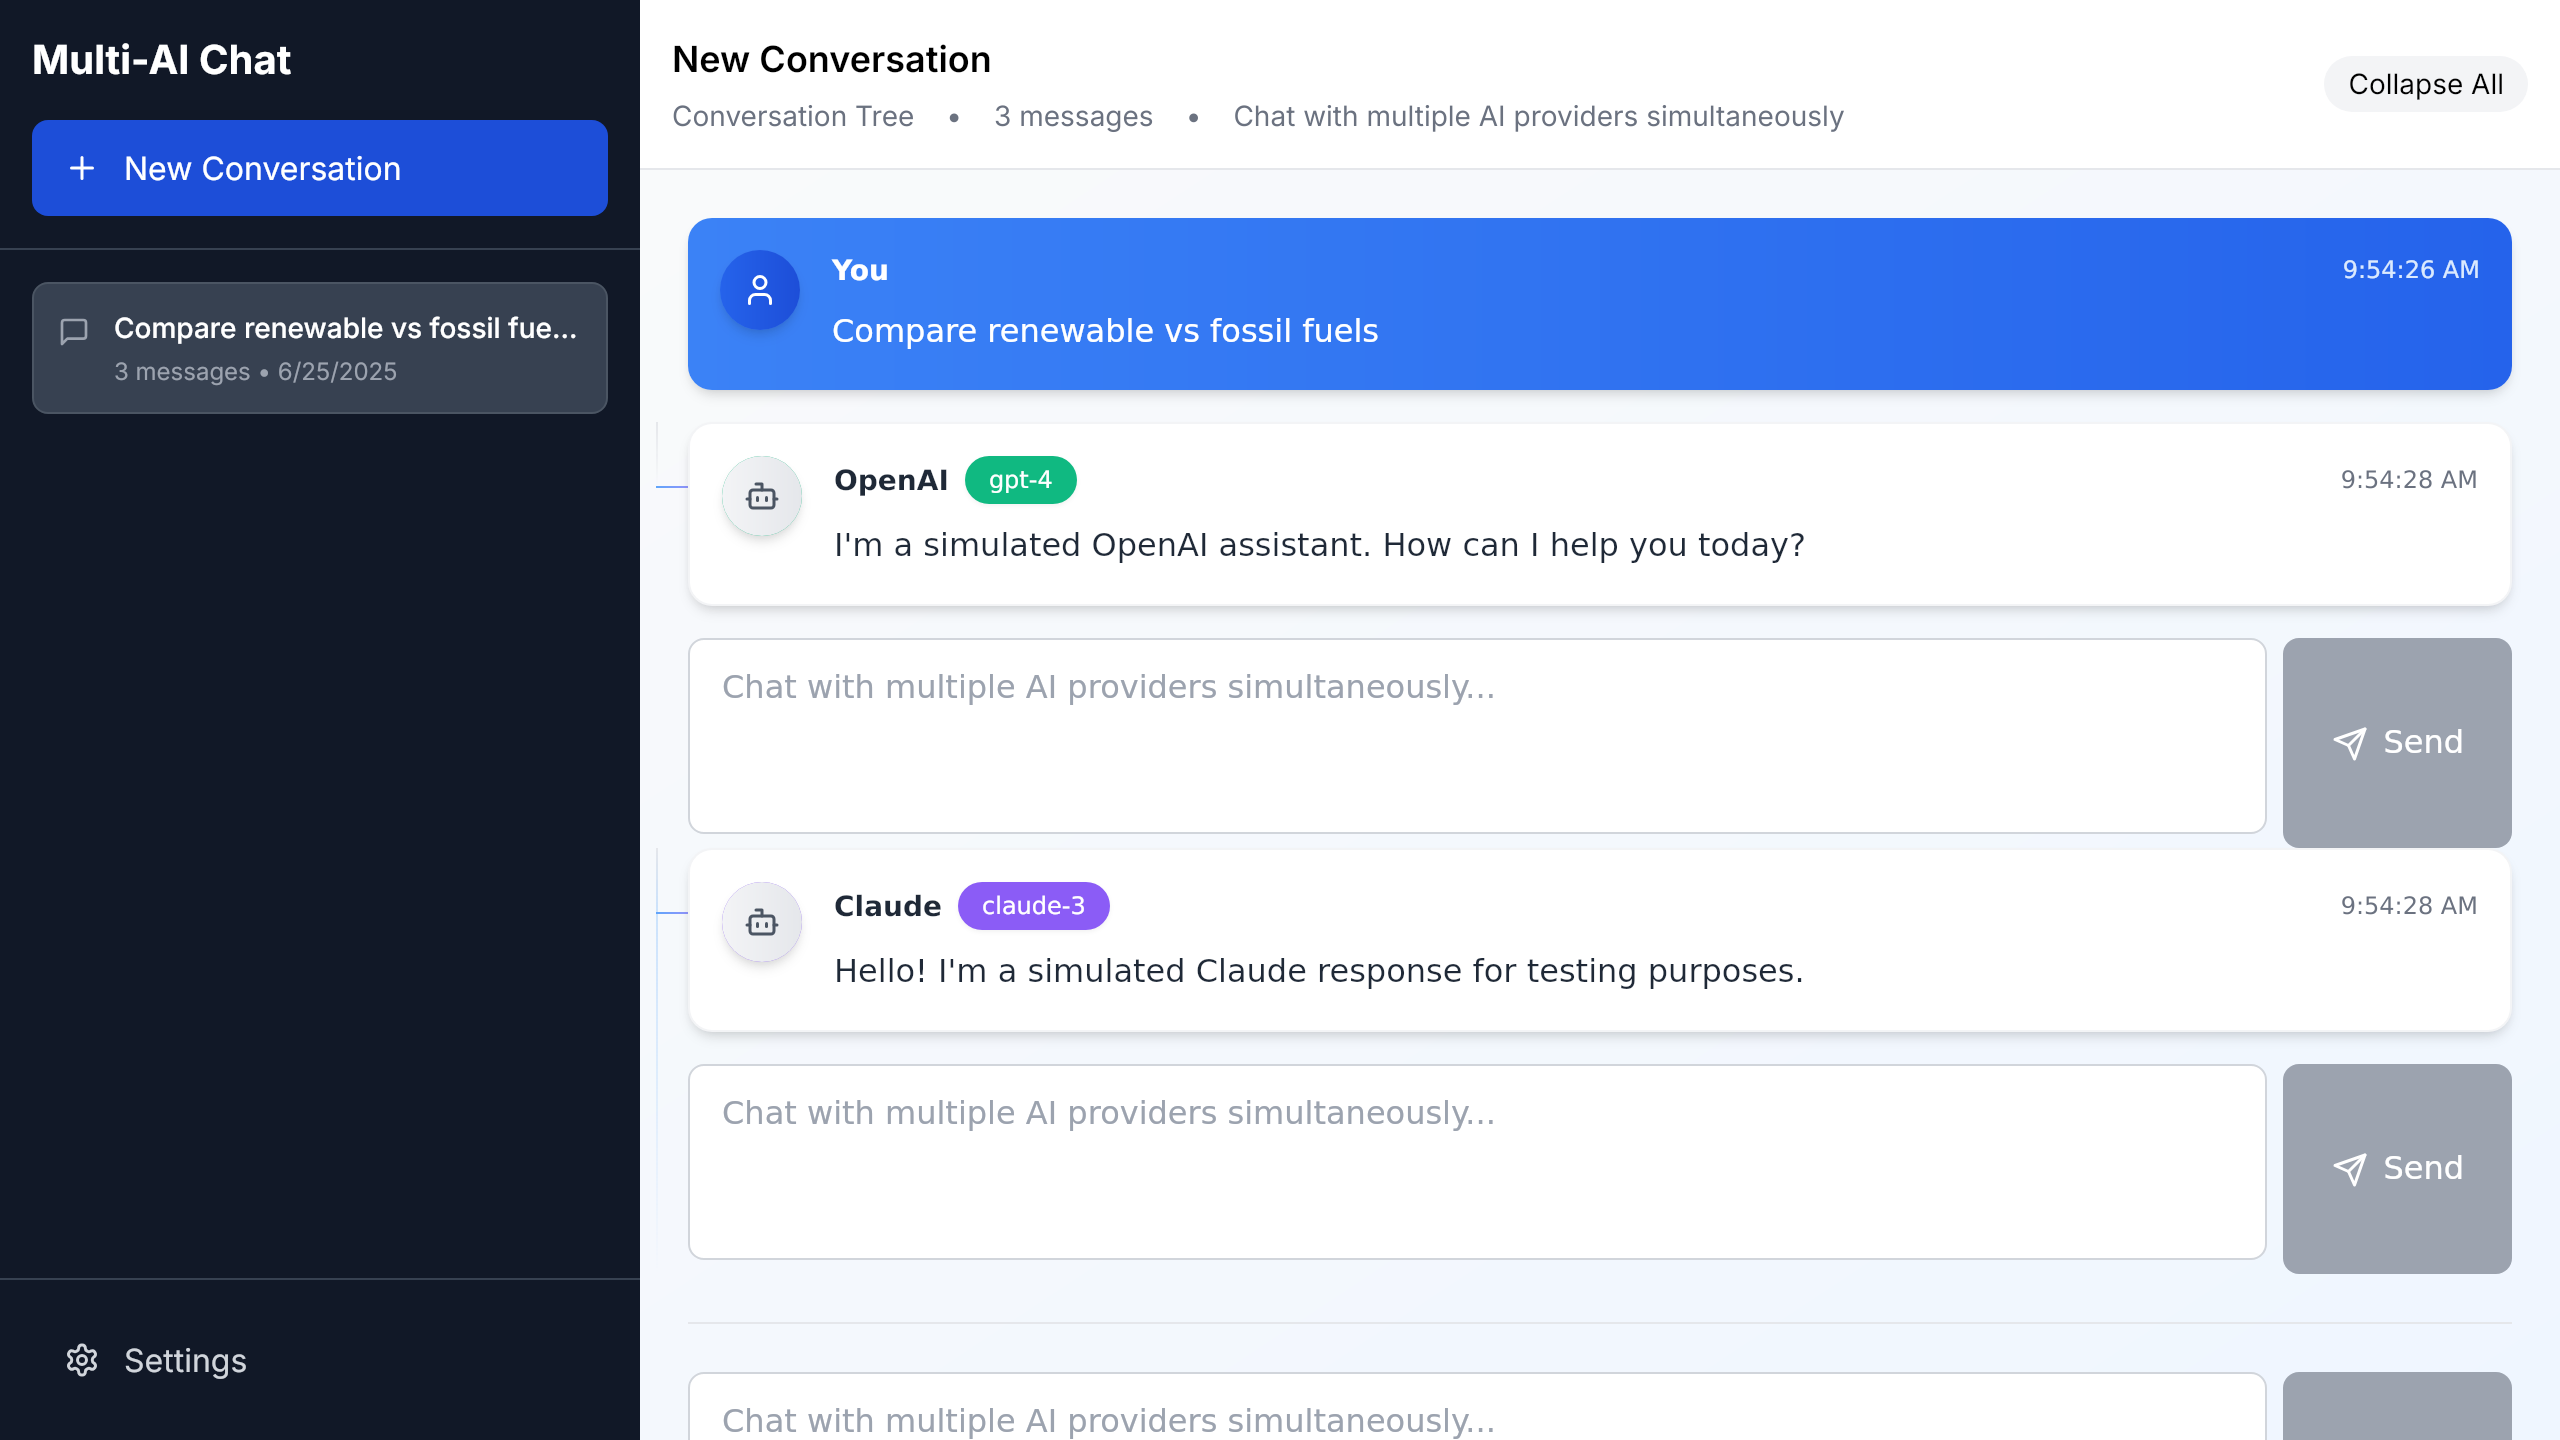 Multi-AI Chat
New Conversation
Compare renewable vs fossil fue...
3 messages • 6/25/2025
Settings
New Conversation
Conversation Tree • 3 messages • Chat with multiple AI providers simultaneously
Collapse All
You 9:54:26 AM
Compare renewable vs fossil fuels
OpenAI gpt-4 9:54:28 AM
I'm a simulated OpenAI assistant. How can I help you today?
Chat with multiple AI providers simultaneously...
Send
Claude claude-3 9:54:28 AM
Hello! I'm a simulated Claude response for testing purposes.
Chat with multiple AI providers simultaneously...
Send
Chat with multiple AI providers simultaneously...